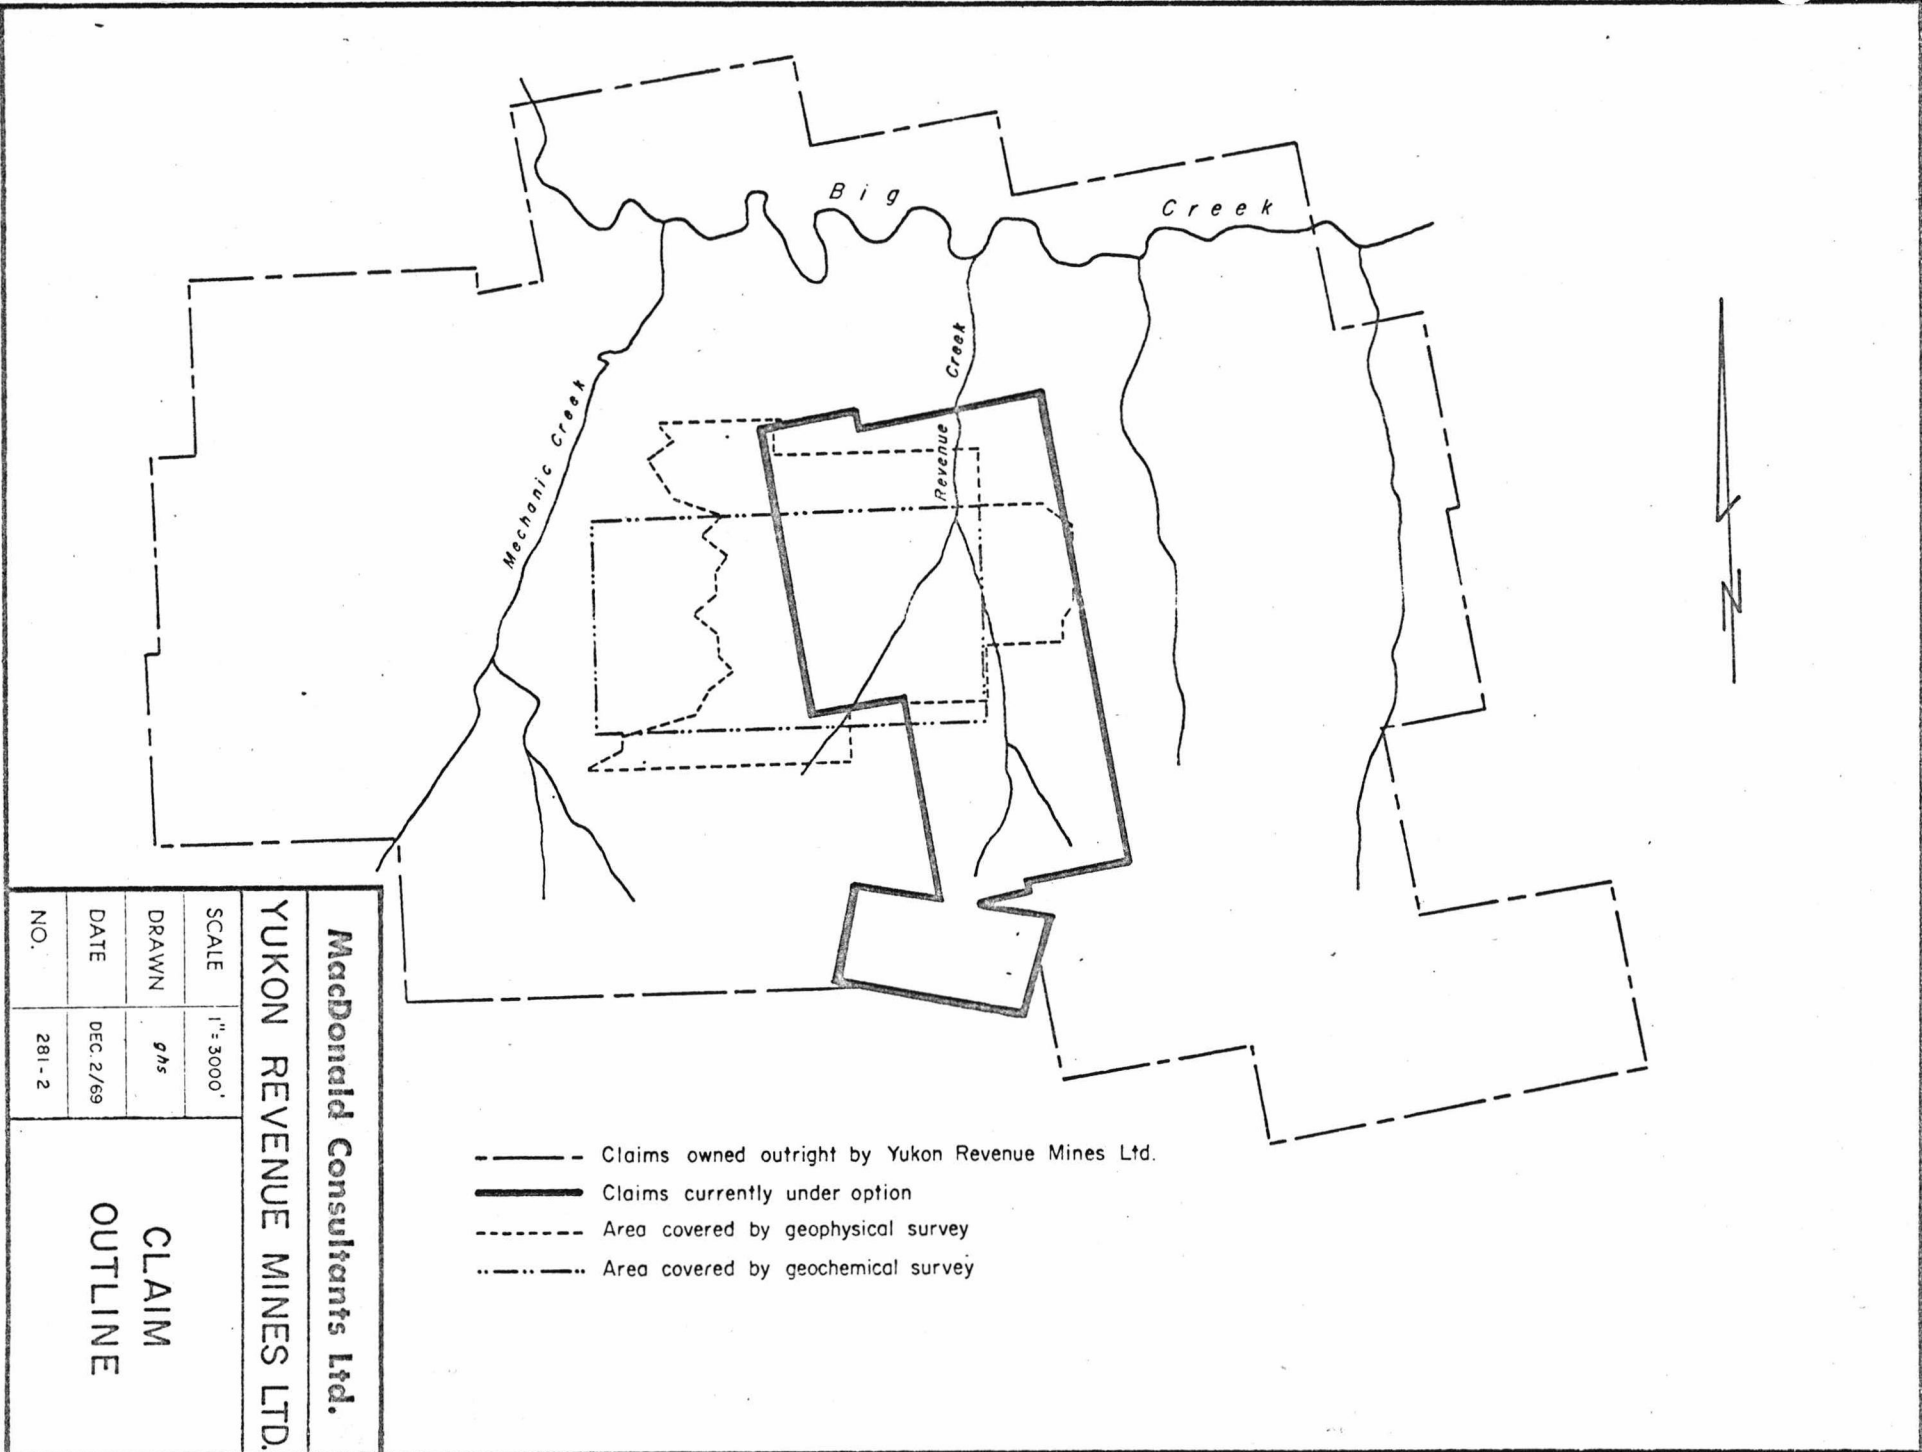 Big Creek
Mechanic Creek
Revenue Creek
N
Claims owned outright by Yukon Revenue Mines Ltd.
Claims currently under option
Area covered by geophysical survey
Area covered by geochemical survey
MacDonald Consultants Ltd.
YUKON REVENUE MINES LTD.
SCALE 1"=3000'
DRAWN ghs
DATE DEC. 2/69
NO. 281-2
CLAIM
OUTLINE